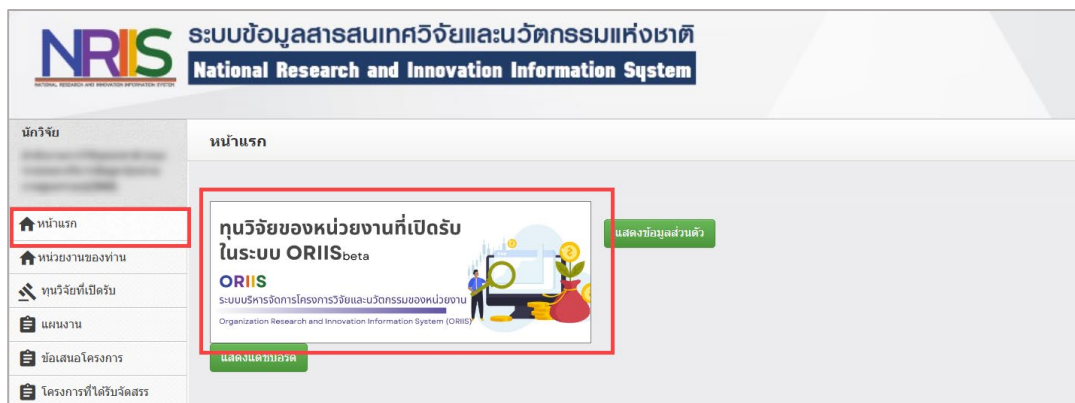 NRIIS
NATIONAL RESEARCH AND INNOVATION INFORMATION SYSTEM
ระบบข้อมูลสารสนเทศวิจัยและนวัตกรรมแห่งชาติ
National Research and Innovation Information System
นักวิจัย
หน้าแรก
หน้าแรก
หน่วยงานของท่าน
ทุนวิจัยที่เปิดรับ
แผนงาน
ข้อเสนอโครงการ
โครงการที่ได้รับจัดสรร
ทุนวิจัยของหน่วยงานที่เปิดรับ
ในระบบ ORIIS beta
ORIIS
ระบบบริหารจัดการโครงการวิจัยและนวัตกรรมของหน่วยงาน
Organization Research and Innovation Information System (ORIIS)
แสดงข้อมูลส่วนตัว
แสดงแดชบอร์ด